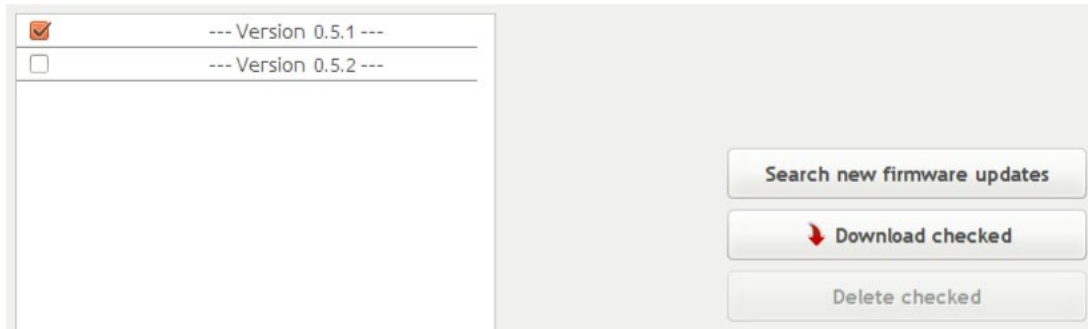 --- Version 0.5.1 ---
--- Version 0.5.2 ---
Search new firmware updates
Download checked
Delete checked